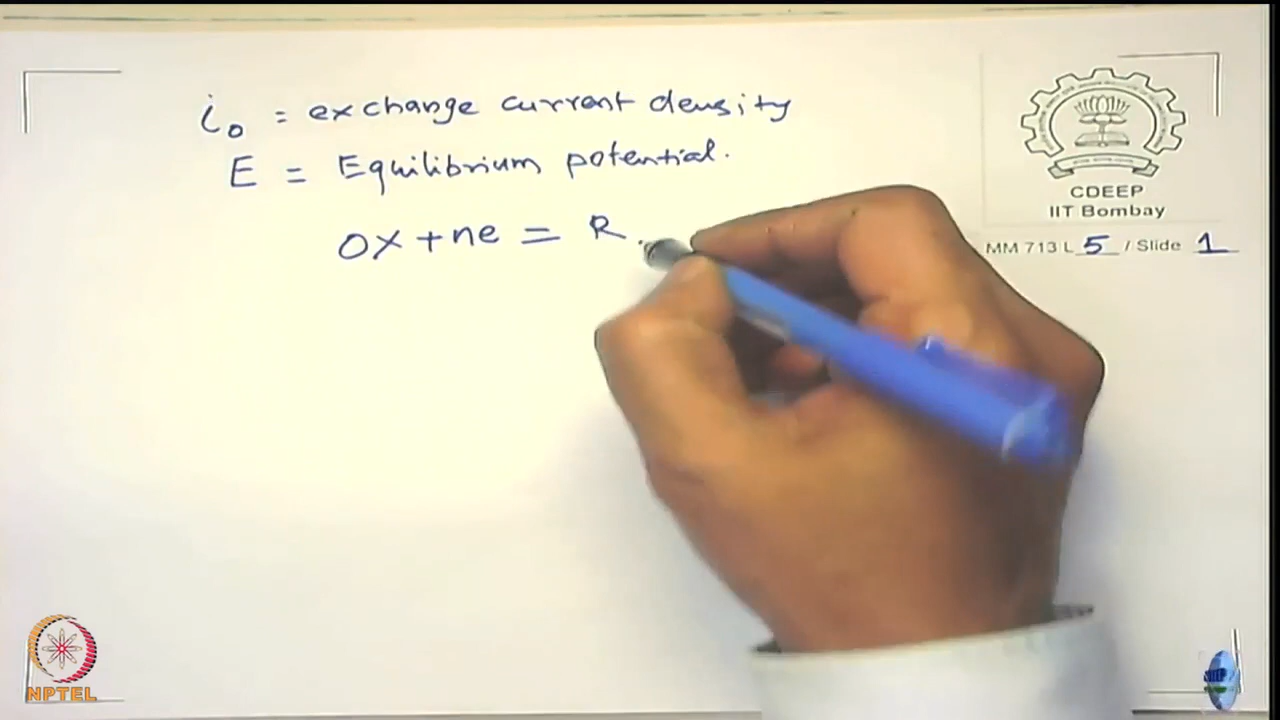 i₀ = exchange current density
E = Equilibrium potential.
OX + ne = R.
CDEEP
IIT Bombay
MM 713 L 5 / Slide 1
NPTEL